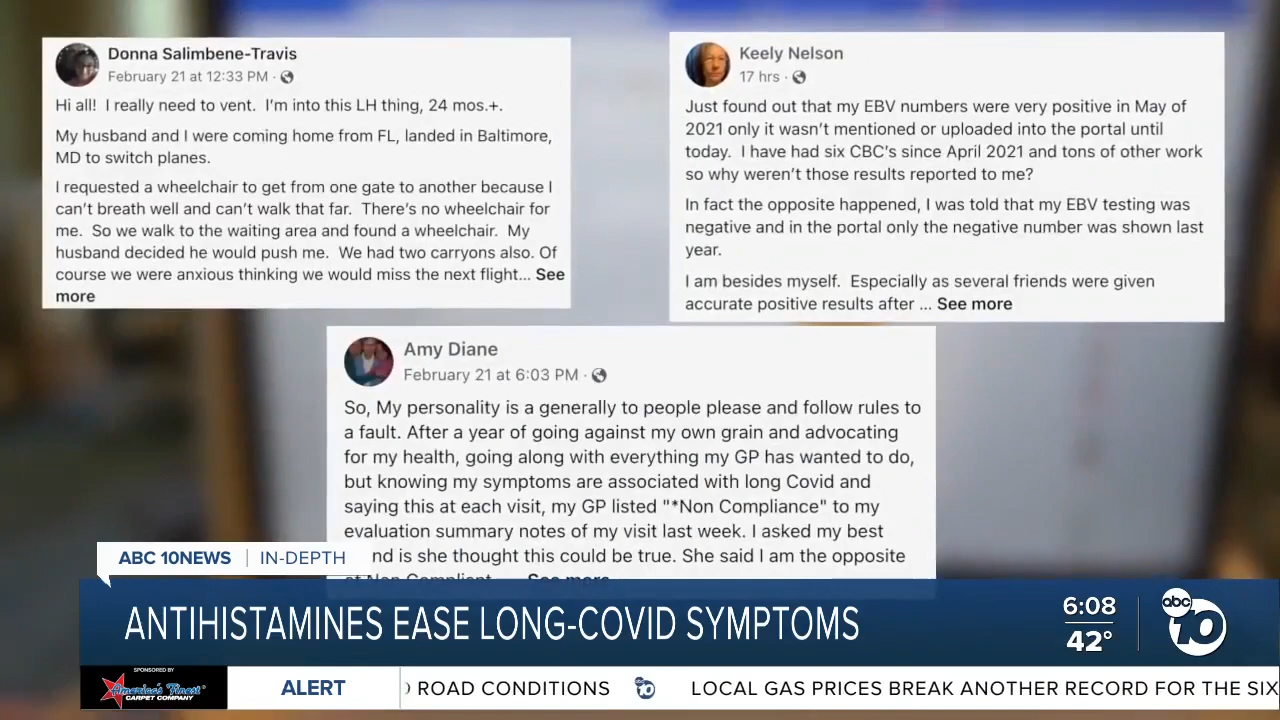 Donna Salimbene-Travis
February 21 at 12:33 PM ·
Hi all! I really need to vent. I'm into this LH thing, 24 mos.+.
My husband and I were coming home from FL, landed in Baltimore,
MD to switch planes.
I requested a wheelchair to get from one gate to another because I
can't breath well and can't walk that far. There's no wheelchair for
me. So we walk to the waiting area and found a wheelchair. My
husband decided he would push me. We had two carryons also. Of
course we were anxious thinking we would miss the next flight... See
more
Keely Nelson
17 hrs ·
Just found out that my EBV numbers were very positive in May of
2021 only it wasn't mentioned or uploaded into the portal until
today. I have had six CBC's since April 2021 and tons of other work
so why weren't those results reported to me?
In fact the opposite happened, I was told that my EBV testing was
negative and in the portal only the negative number was shown last
year.
I am besides myself. Especially as several friends were given
accurate positive results after ... See more
Amy Diane
February 21 at 6:03 PM ·
So, My personality is a generally to people please and follow rules to
a fault. After a year of going against my own grain and advocating
for my health, going along with everything my GP has wanted to do,
but knowing my symptoms are associated with long Covid and
saying this at each visit, my GP listed "*Non Compliance" to my
evaluation summary notes of my visit last week. I asked my best
nd is she thought this could be true. She said I am the opposite
Non Compliant See more
ABC 10NEWS | IN-DEPTH
ANTIHISTAMINES EASE LONG-COVID SYMPTOMS
6:08
42°
abc 10
SPONSORED BY
America's Finest
CARPET COMPANY
ALERT
ROAD CONDITIONS abc 10 LOCAL GAS PRICES BREAK ANOTHER RECORD FOR THE SIX